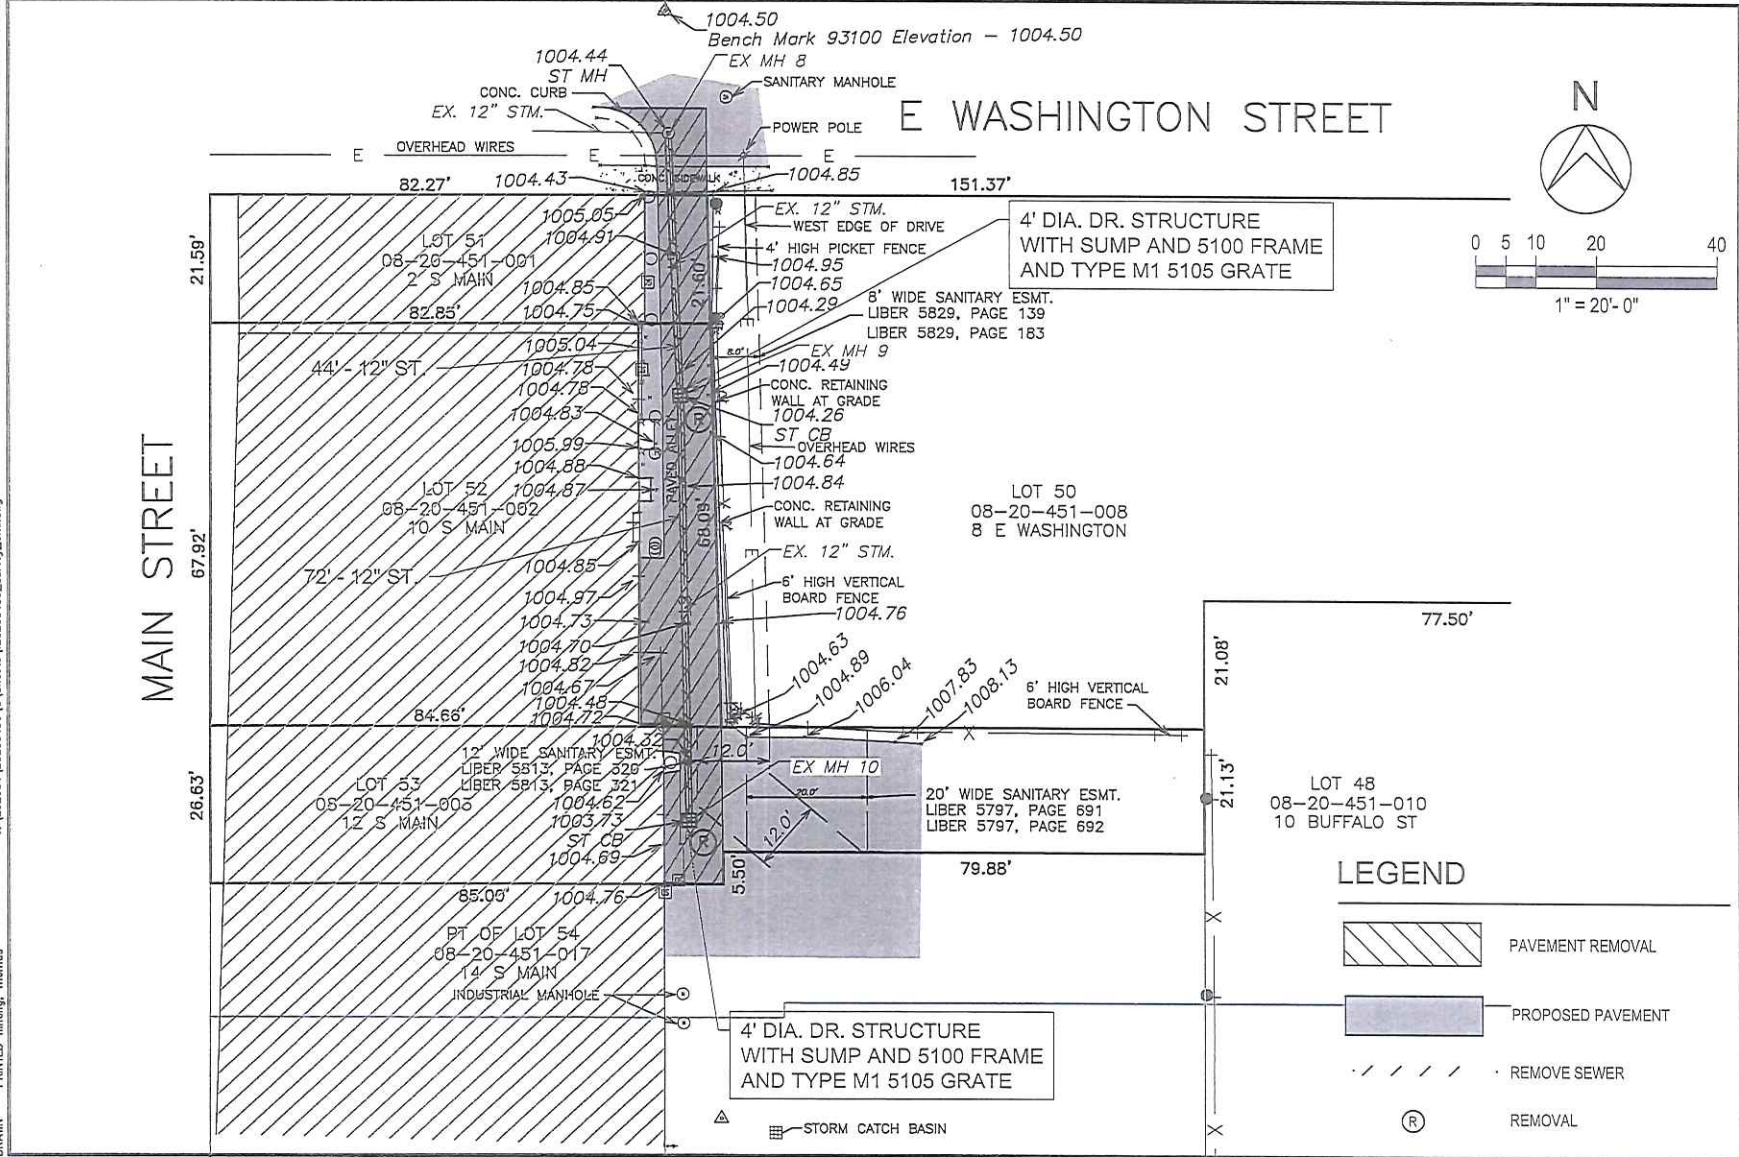 1004.50
Bench Mark 93100 Elevation - 1004.50
1004.44
ST MH
EX MH 8
SANITARY MANHOLE
CONC. CURB
EX. 12" STM.
POWER POLE
E WASHINGTON STREET
N
E
OVERHEAD WIRES
E
E
82.27'
1004.43
CONC. SIDEWALK
1004.85
151.37'
1005.05
EX. 12" STM.
WEST EDGE OF DRIVE
4' DIA. DR. STRUCTURE
WITH SUMP AND 5100 FRAME
AND TYPE M1 5105 GRATE
0 5 10 20 40
1" = 20'-0"
21.59'
LOT 51
08-20-451-001
2 S MAIN
1004.91
4' HIGH PICKET FENCE
1004.95
21.60'
1004.65
1004.85
1004.29
82.85'
1004.75
8' WIDE SANITARY ESMT.
LIBER 5829, PAGE 139
LIBER 5829, PAGE 183
E
8.0'
1005.04
EX MH 9
44' - 12" ST.
1004.78
1004.49
1004.78
CONC. RETAINING
WALL AT GRADE
1004.83
1004.26
ST CB
R
PAVED ALLEY
1005.99
OVERHEAD WIRES
1004.88
1004.64
1004.87
1004.84
MAIN STREET
67.92'
LOT 52
08-20-451-002
10 S MAIN
LOT 50
08-20-451-008
8 E WASHINGTON
CONC. RETAINING
WALL AT GRADE
68.09'
E
EX. 12" STM.
1004.85
72' - 12" ST.
6' HIGH VERTICAL
BOARD FENCE
1004.97
1004.73
1004.76
77.50'
1004.70
1004.82
1004.67
1004.63
1004.89
1006.04
1007.83
1008.13
21.08'
6' HIGH VERTICAL
BOARD FENCE
1004.48
84.66'
1004.72
X
1004.32
12' WIDE SANITARY ESMT.
LIBER 5813, PAGE 320
LIBER 5813, PAGE 321
12.0'
EX MH 10
26.63'
LOT 53
08-20-451-003
12 S MAIN
1004.62
1003.73
ST CB
1004.69
R
20.0'
12.0'
20' WIDE SANITARY ESMT.
LIBER 5797, PAGE 691
LIBER 5797, PAGE 692
21.13'
LOT 48
08-20-451-010
10 BUFFALO ST
5.50'
79.88'
85.00'
1004.76
PT OF LOT 54
08-20-451-017
14 S MAIN
INDUSTRIAL MANHOLE
X
X
4' DIA. DR. STRUCTURE
WITH SUMP AND 5100 FRAME
AND TYPE M1 5105 GRATE
STORM CATCH BASIN
LEGEND
PAVEMENT REMOVAL
PROPOSED PAVEMENT
REMOVE SEWER
R
REMOVAL